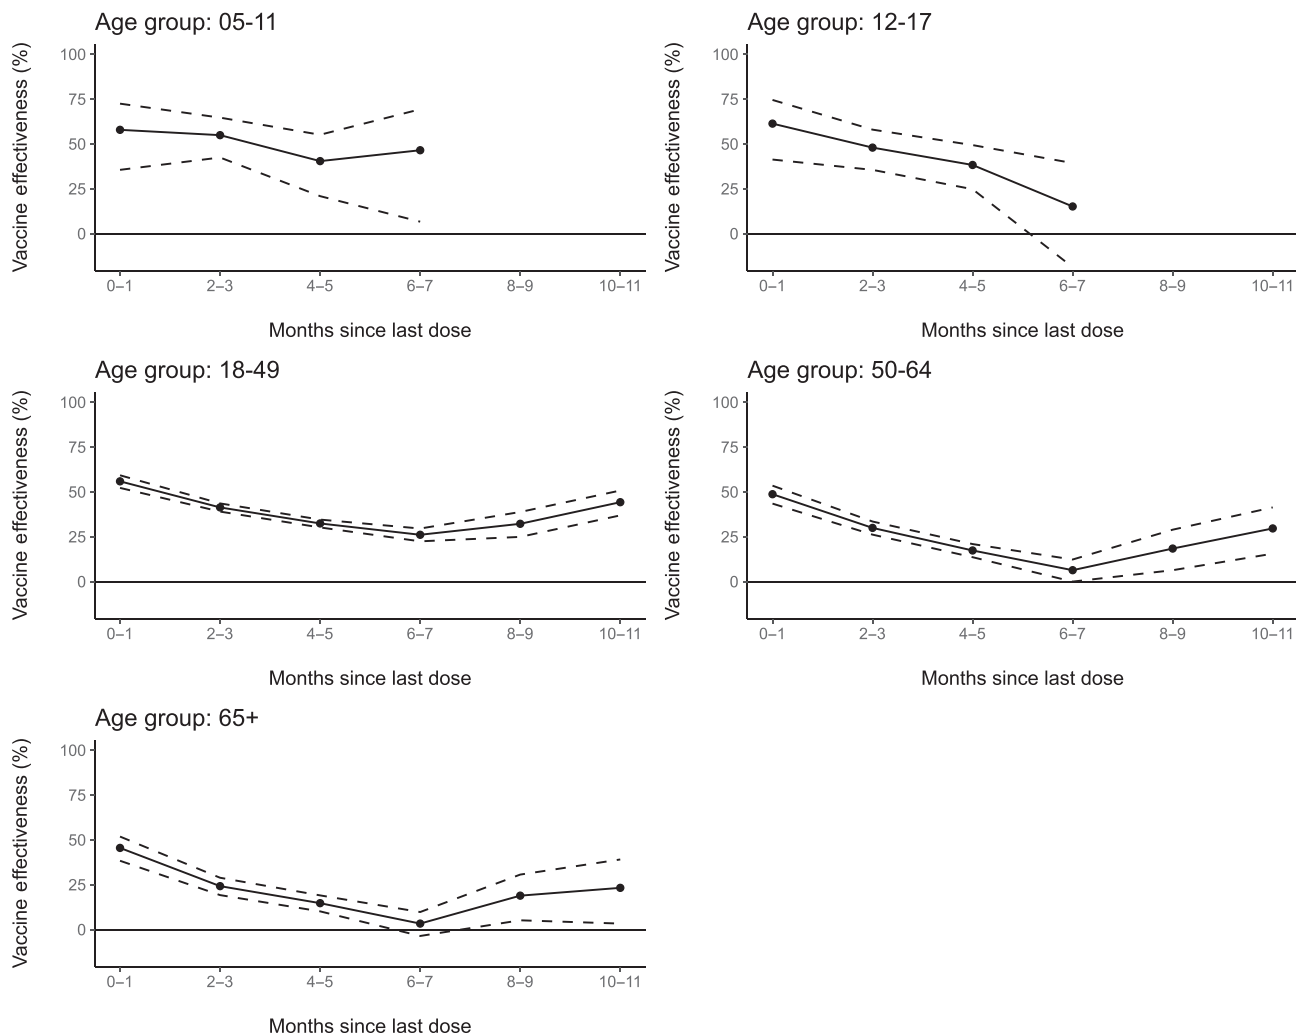 Age group: 05-11
Vaccine effectiveness (%)
100
75
50
25
0
0–1 2–3 4–5 6–7 8–9 10–11
Months since last dose
Age group: 12-17
Vaccine effectiveness (%)
100
75
50
25
0
0–1 2–3 4–5 6–7 8–9 10–11
Months since last dose
Age group: 18-49
Vaccine effectiveness (%)
100
75
50
25
0
0–1 2–3 4–5 6–7 8–9 10–11
Months since last dose
Age group: 50-64
Vaccine effectiveness (%)
100
75
50
25
0
0–1 2–3 4–5 6–7 8–9 10–11
Months since last dose
Age group: 65+
Vaccine effectiveness (%)
100
75
50
25
0
0–1 2–3 4–5 6–7 8–9 10–11
Months since last dose